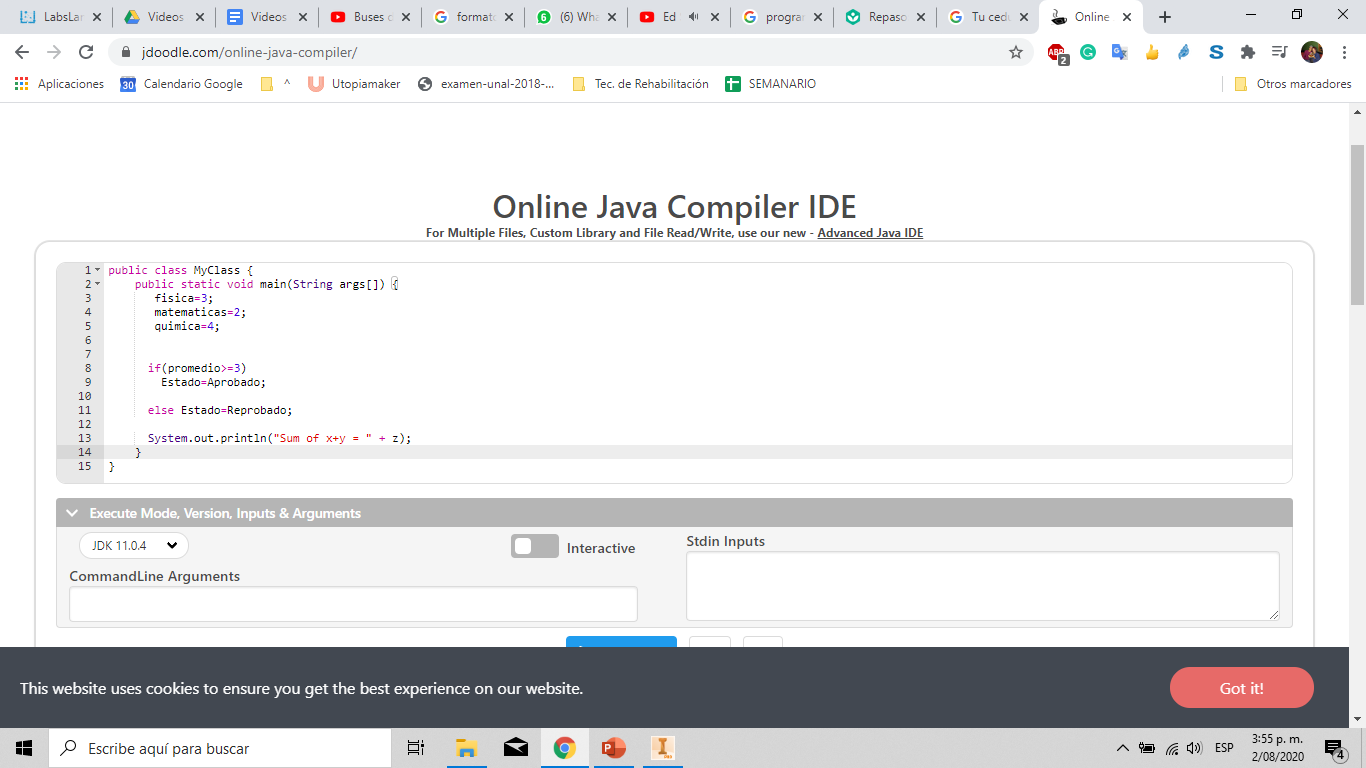 LabsLar
Videos
Videos
Buses d
formato
(6) Wha
Ed
progran
Repaso
Tu cedu
Online
jdoodle.com/online-java-compiler/
ABP
2
Aplicaciones
30
Calendario Google
^
Utopiamaker
examen-unal-2018-...
Tec. de Rehabilitación
SEMANARIO
Otros marcadores
Online Java Compiler IDE
For Multiple Files, Custom Library and File Read/Write, use our new - Advanced Java IDE
1 public class MyClass {
2 public static void main(String args[]) {
3 fisica=3;
4 matematicas=2;
5 quimica=4;
6
7
8 if(promedio>=3)
9 Estado=Aprobado;
10
11 else Estado=Reprobado;
12
13 System.out.println("Sum of x+y = " + z);
14 }
15 }
Execute Mode, Version, Inputs & Arguments
JDK 11.0.4
Interactive
Stdin Inputs
CommandLine Arguments
This website uses cookies to ensure you get the best experience on our website.
Got it!
Escribe aquí para buscar
ESP
3:55 p. m.
2/08/2020
4